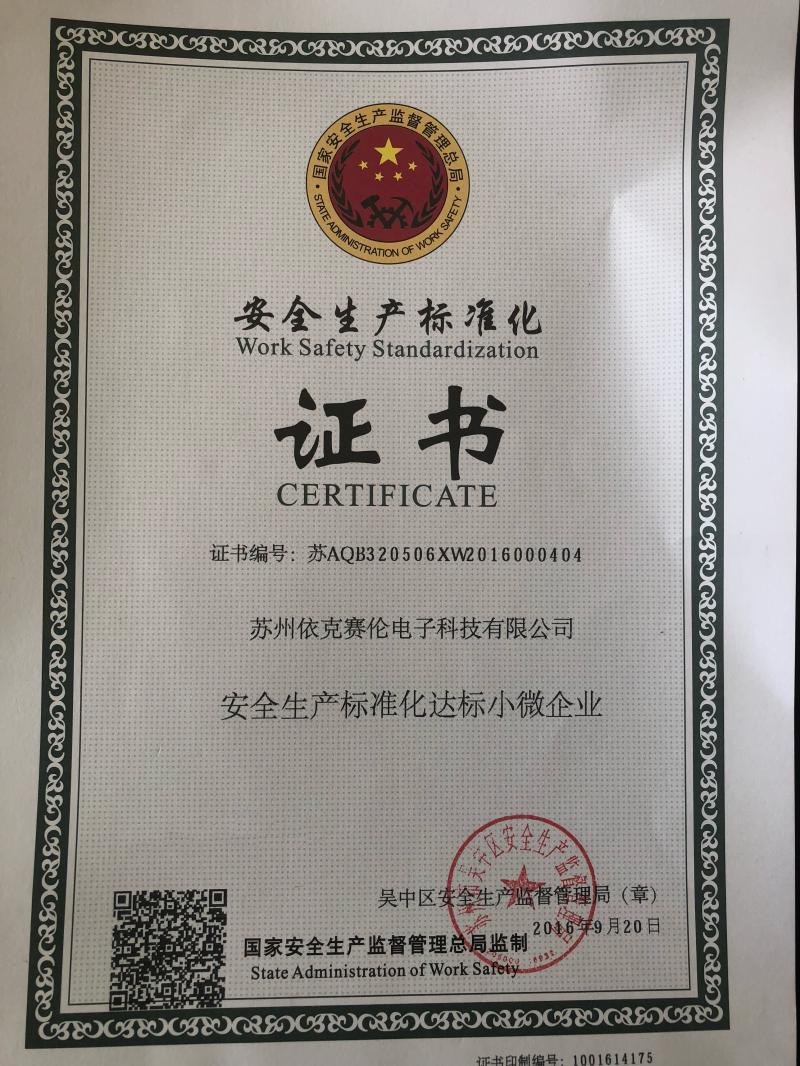 国家安全生产监督管理总局
STATE ADMINISTRATION OF WORK SAFETY
安全生产标准化
Work Safety Standardization
证书
CERTIFICATE
证书编号：苏AQB320506XW2016000404
苏州依克赛伦电子科技有限公司
安全生产标准化达标小微企业
吴中区安全生产监督管理局（章）
2016年9月20日
国家安全生产监督管理总局监制
State Administration of Work Safety
证书印制编号：1001614175